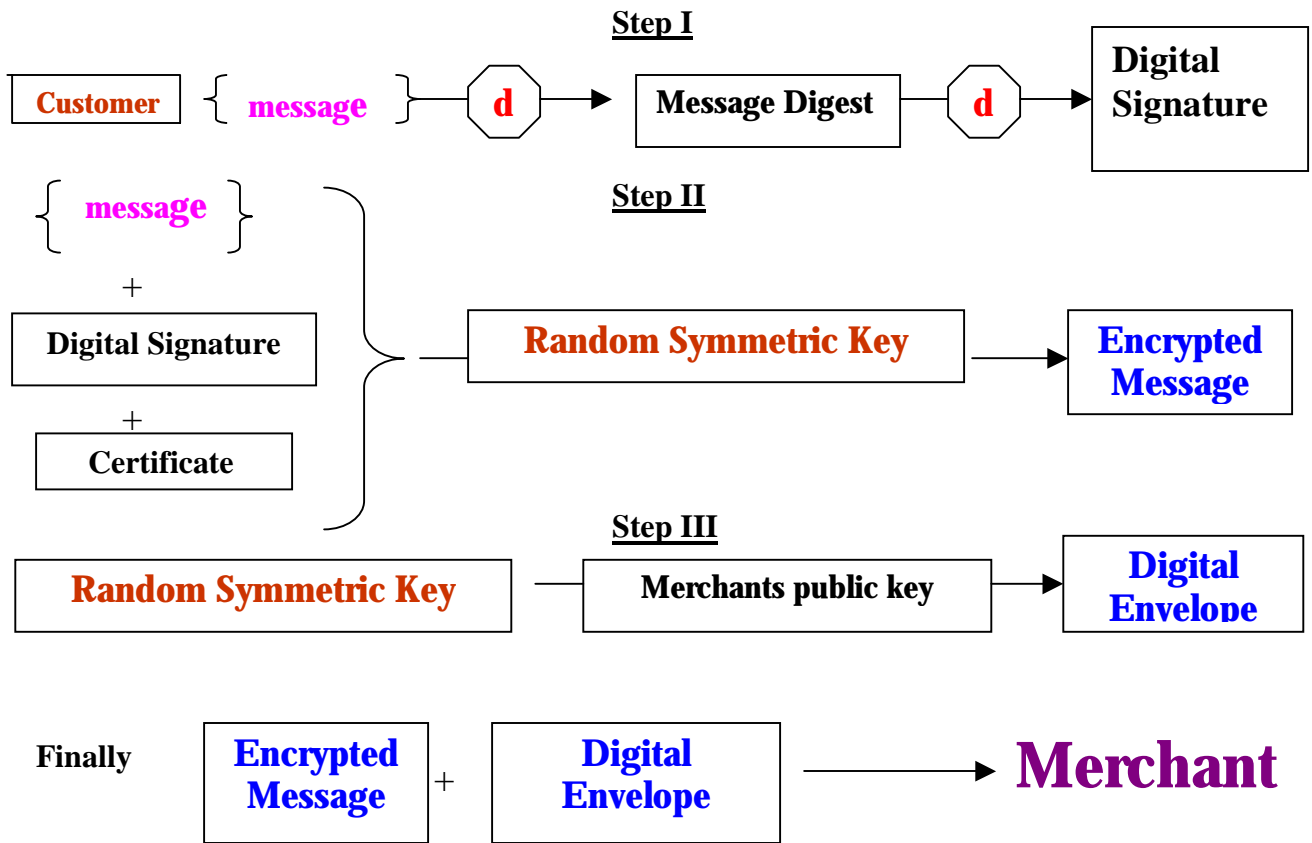 Step I
Customer { message } d Message Digest d Digital
Signature
Step II
{ message }
+
Digital Signature
+
Certificate
Random Symmetric Key
Encrypted
Message
Step III
Random Symmetric Key
Merchants public key
Digital
Envelope
Finally
Encrypted
Message
+
Digital
Envelope
Merchant